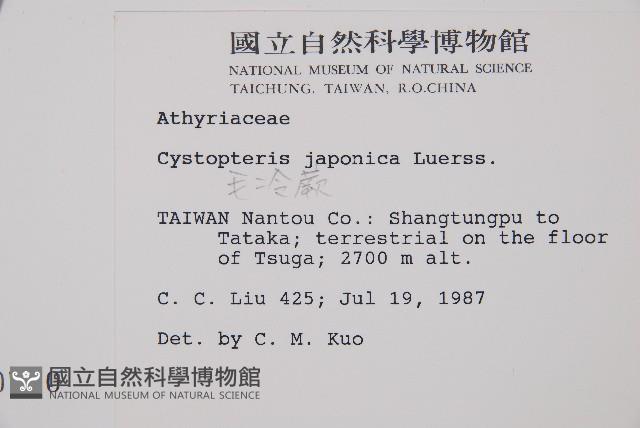 國立自然科學博物館
NATIONAL MUSEUM OF NATURAL SCIENCE
TAICHUNG, TAIWAN, R.O.CHINA
Athyriaceae
Cystopteris japonica Luerss.
毛冷蕨
TAIWAN Nantou Co.: Shangtungpu to
Tataka; terrestrial on the floor
of Tsuga; 2700 m alt.
C. C. Liu 425; Jul 19, 1987
Det. by C. M. Kuo
國立自然科學博物館
NATIONAL MUSEUM OF NATURAL SCIENCE